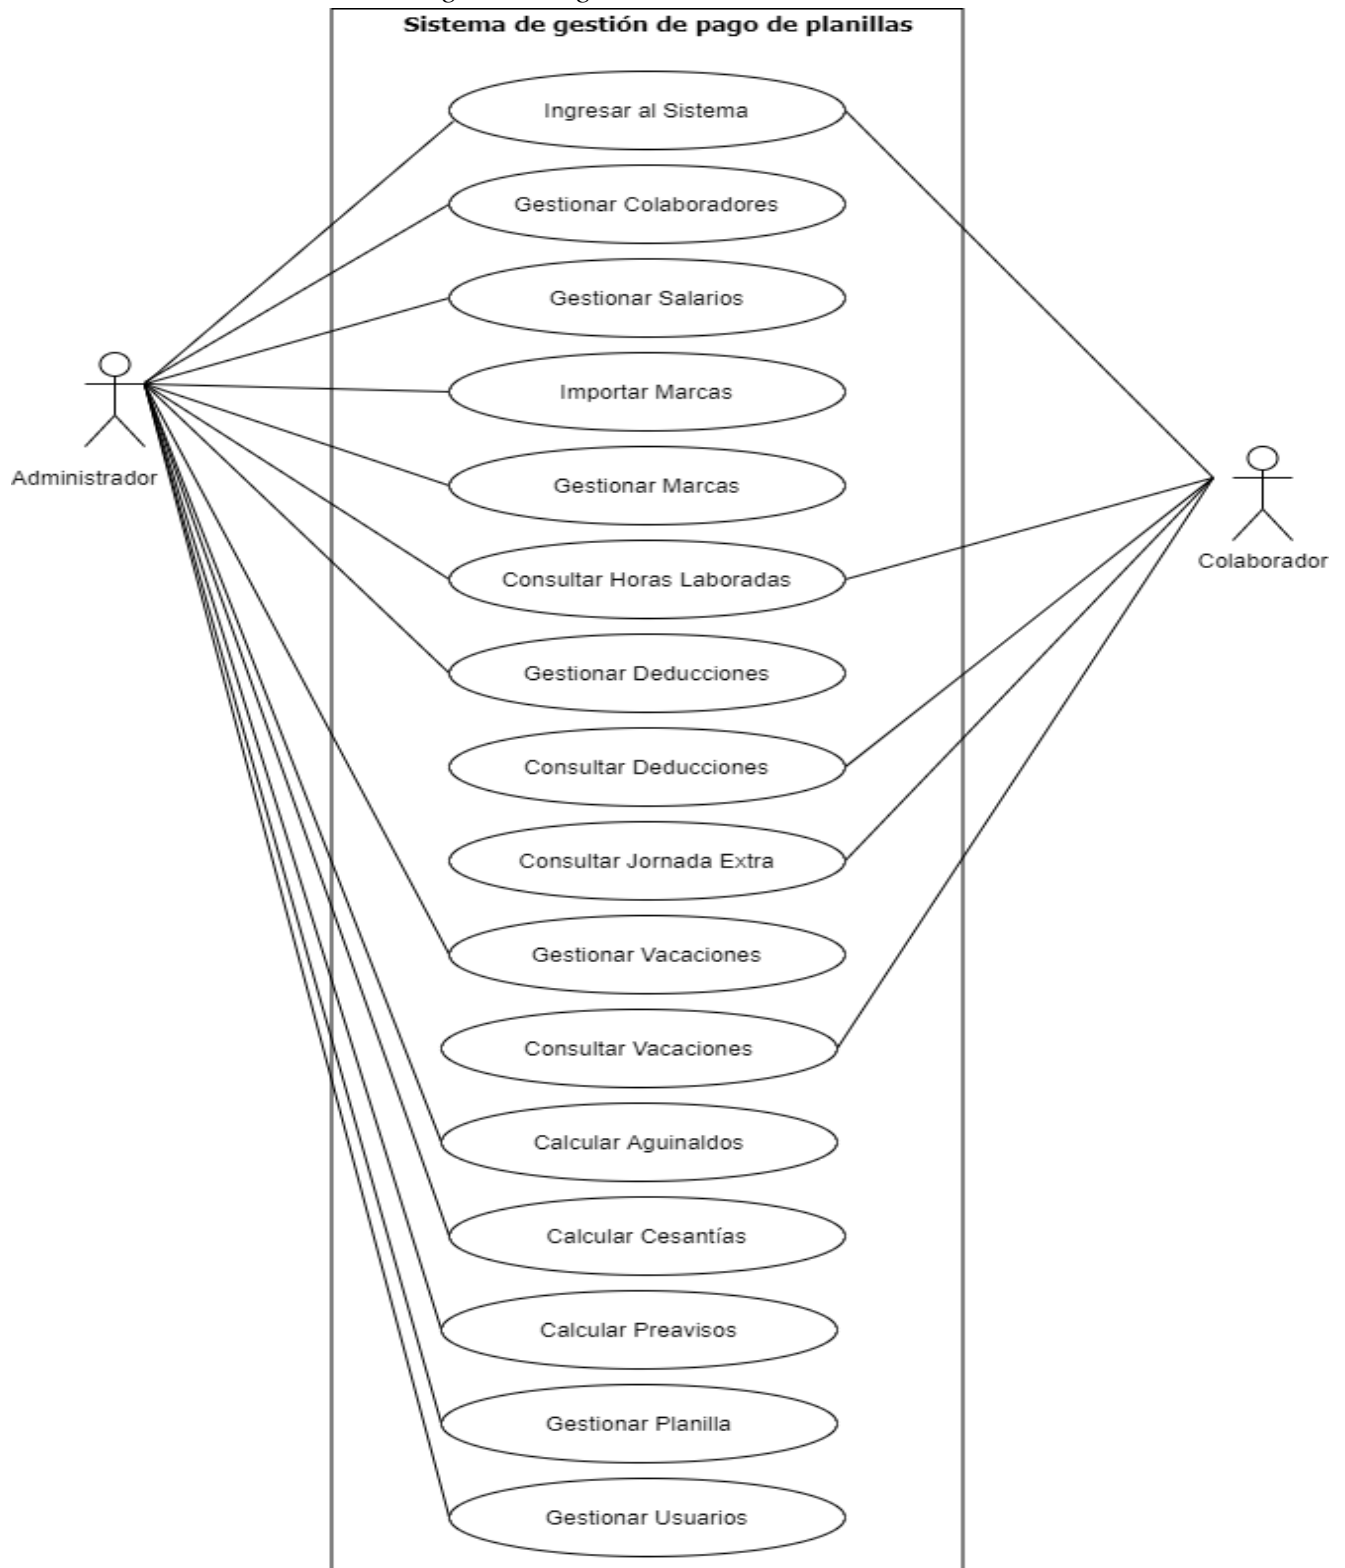 Sistema de gestión de pago de planillas
Ingresar al Sistema
Gestionar Colaboradores
Gestionar Salarios
Importar Marcas
Administrador
Gestionar Marcas
Colaborador
Consultar Horas Laboradas
Gestionar Deducciones
Consultar Deducciones
Consultar Jornada Extra
Gestionar Vacaciones
Consultar Vacaciones
Calcular Aguinaldos
Calcular Cesantías
Calcular Preavisos
Gestionar Planilla
Gestionar Usuarios